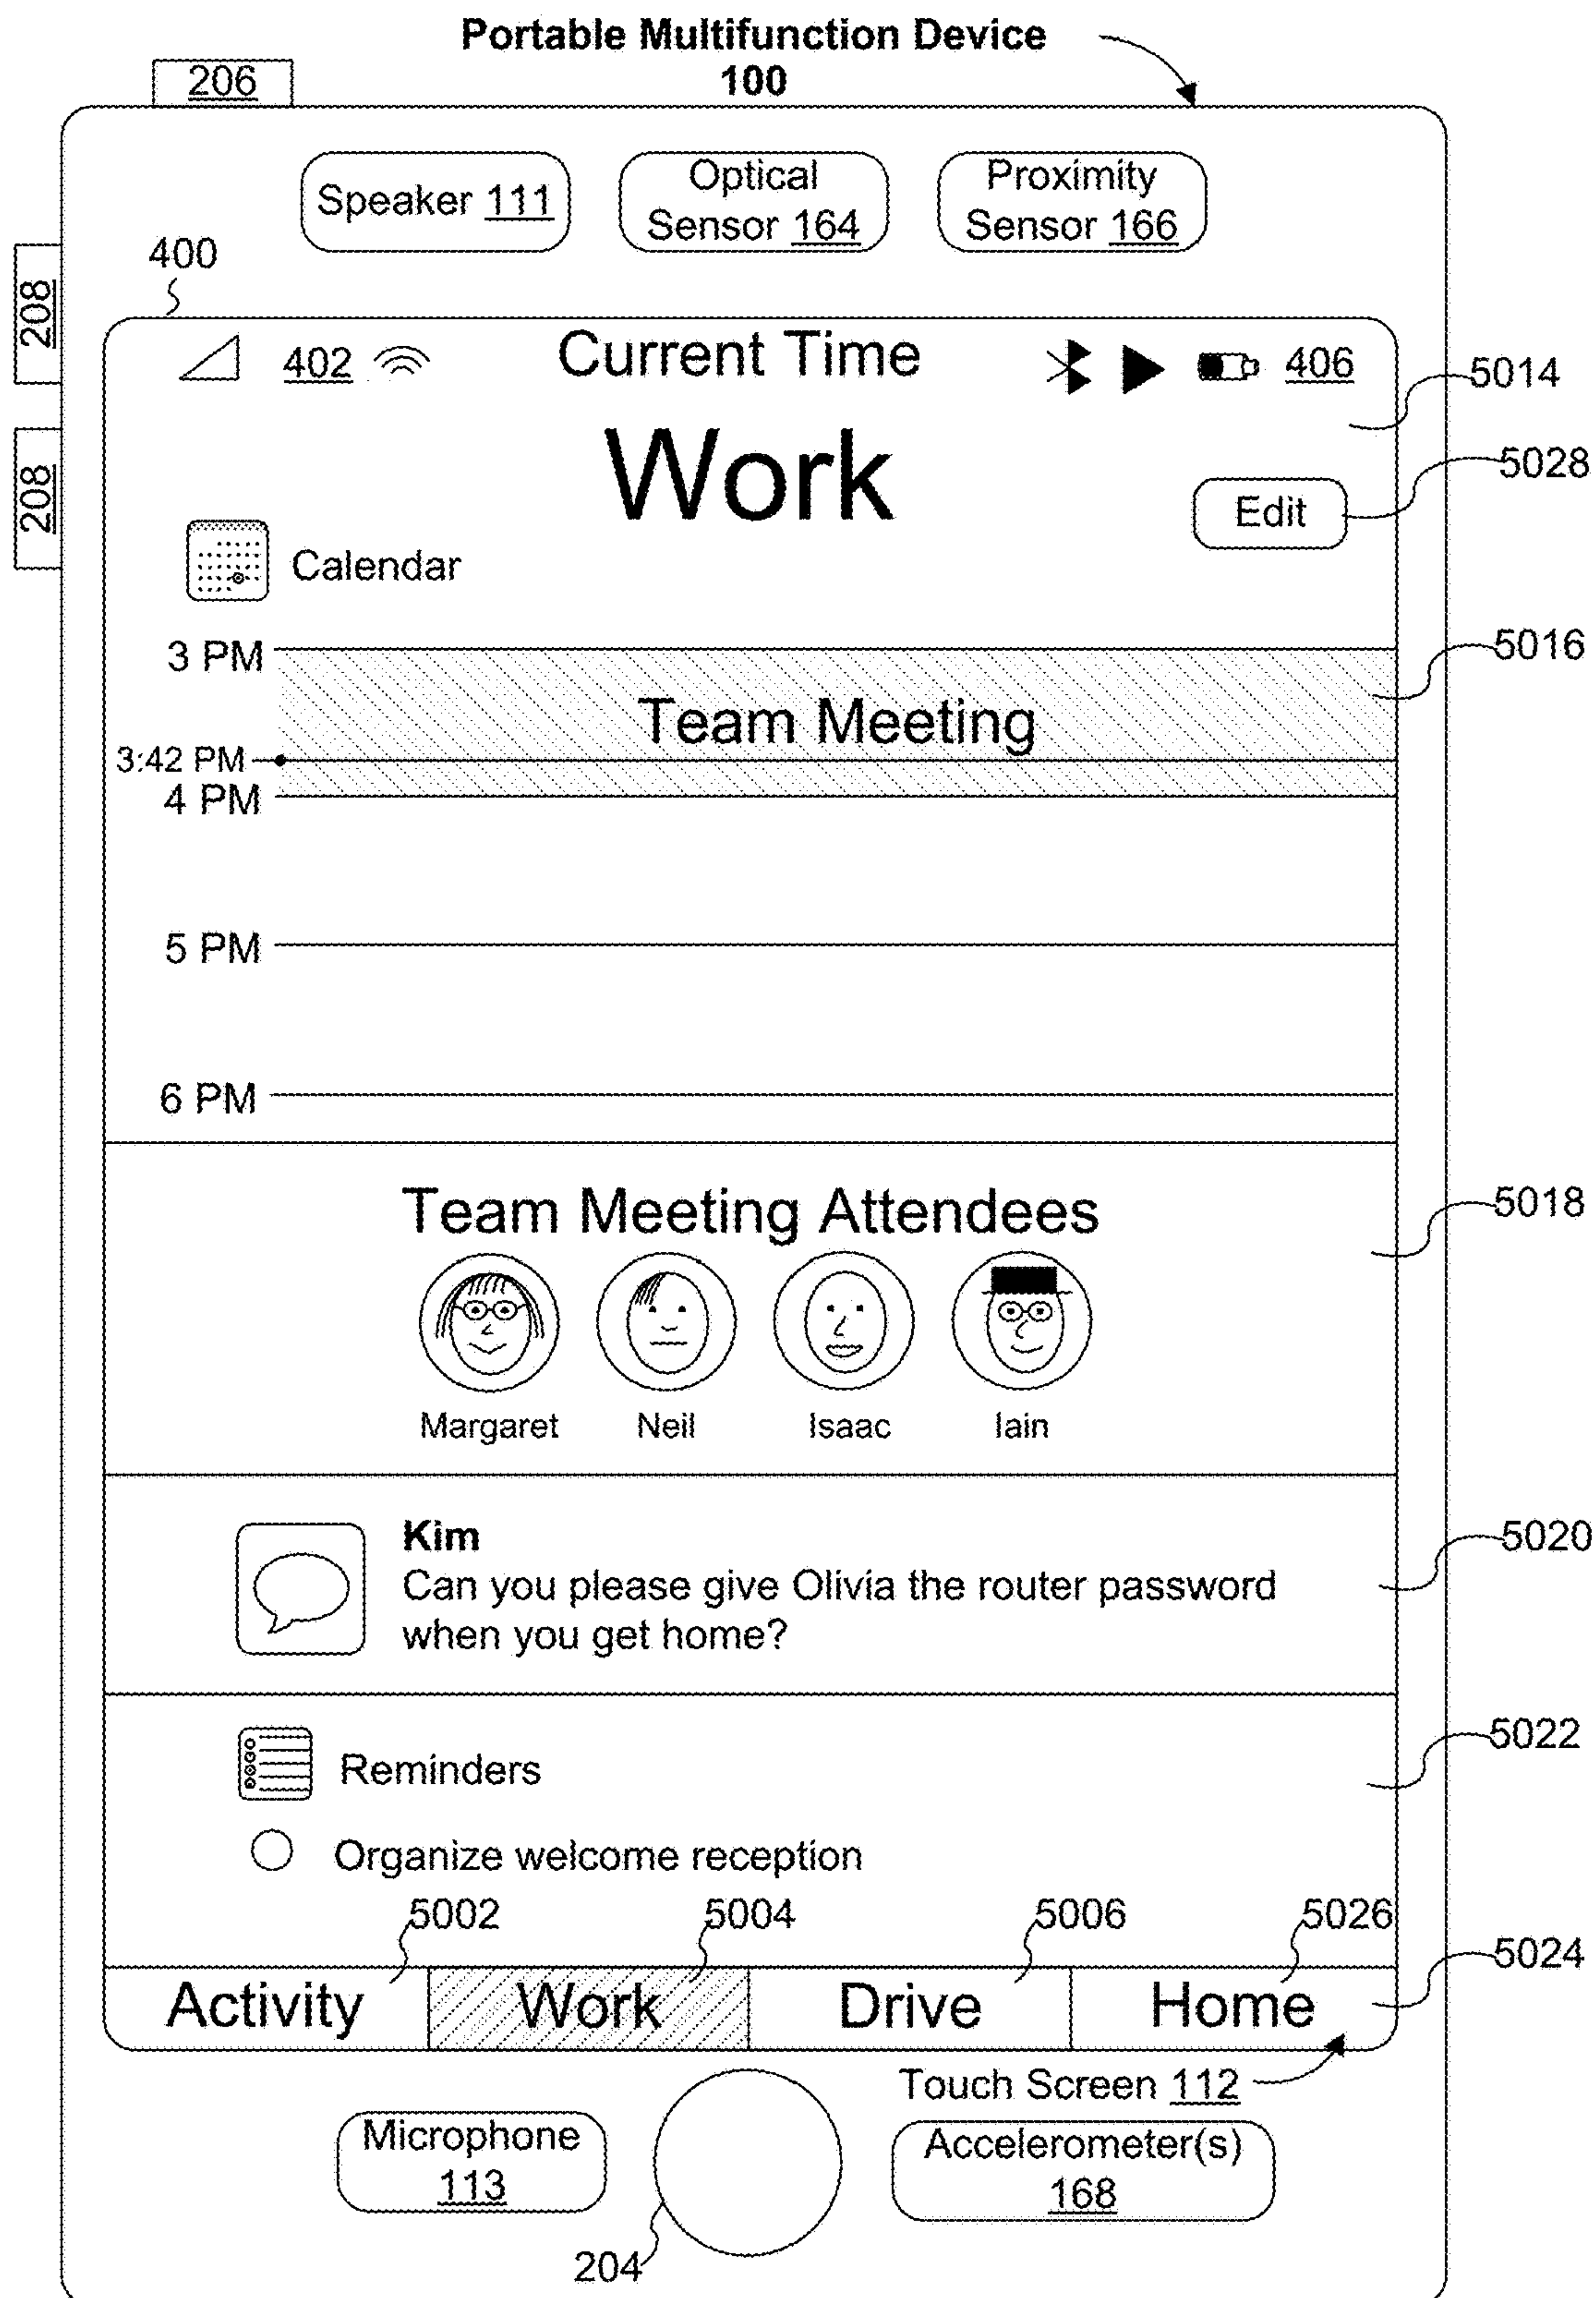 Portable Multifunction Device
100
206
Speaker 111
Optical
Sensor 164
Proximity
Sensor 166
400
208
208
402
Current Time
406
5014
Work
5028
Edit
Calendar
3 PM
5016
Team Meeting
3:42 PM
4 PM
5 PM
6 PM
Team Meeting Attendees
5018
Margaret Neil Isaac Iain
Kim
5020
Can you please give Olivia the router password
when you get home?
5022
Reminders
Organize welcome reception
5002 5004 5006 5026
5024
Activity Work Drive Home
Touch Screen 112
Microphone
113
Accelerometer(s)
168
204